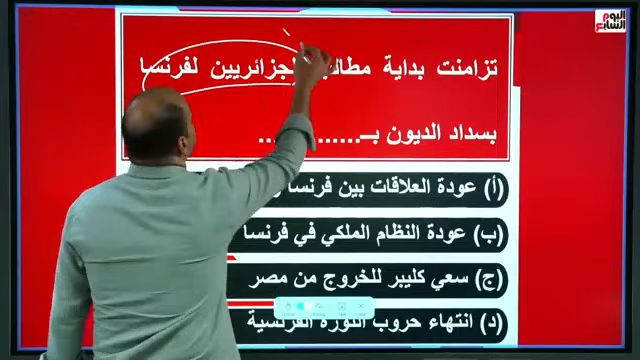 اليوم السابع
تزامنت بداية مطالب الجزائريين لفرنسا
بسداد الديون بـ..............
(أ) عودة العلاقات بين فرنسا
(ب) عودة النظام الملكي في فرنسا
(ج) سعي كليبر للخروج من مصر
(د) انتهاء حروب الثورة الفرنسية